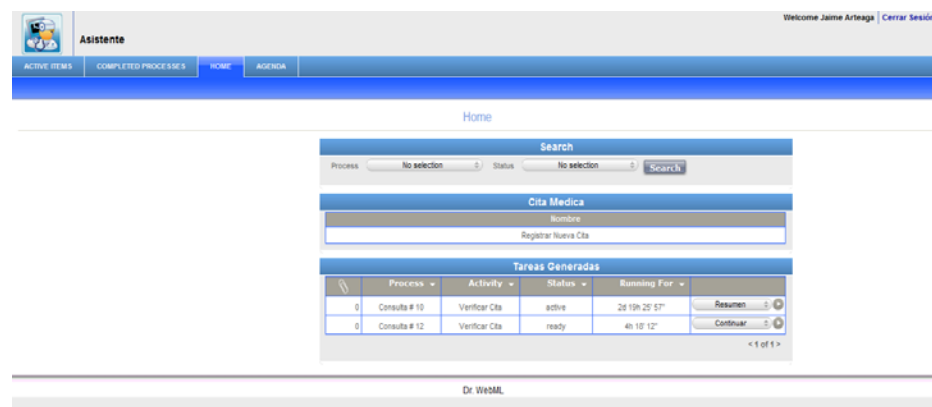 Welcome Jaime Arteaga Cerrar Sesión
Asistente
ACTIVE ITEMS COMPLETED PROCESSES HOME AGENDA
Home
Search
Process No selection Status No selection Search
Cita Medica
Nombre
Registrar Nueva Cita
Tareas Generadas
Process Activity Status Running For
0 Consulta # 10 Verificar Cita active 2d 19h 25' 57" Resumen
0 Consulta # 12 Verificar Cita ready 4h 18' 12" Continuar
< 1 of 1 >
Dr. WebML